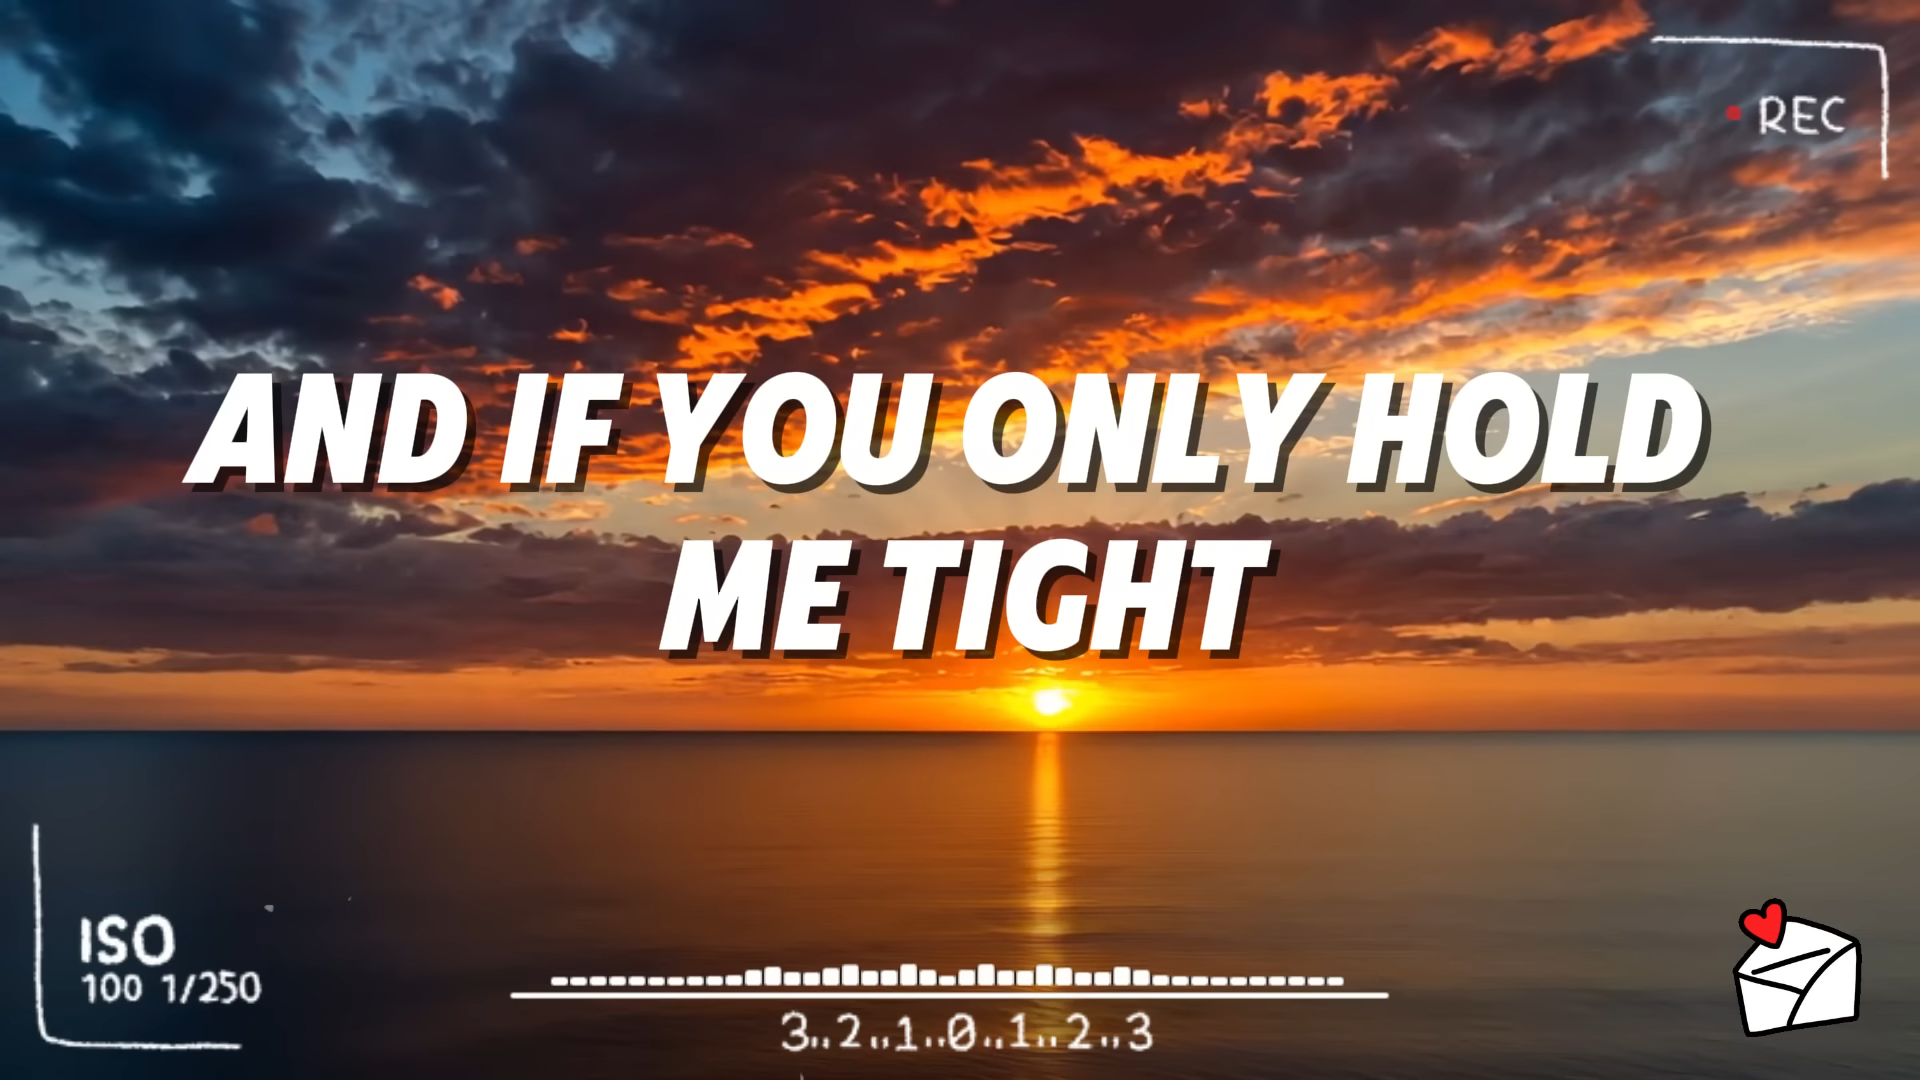 REC
AND IF YOU ONLY HOLD
ME TIGHT
ISO
100 1/250
3..2..1..0..1..2..3